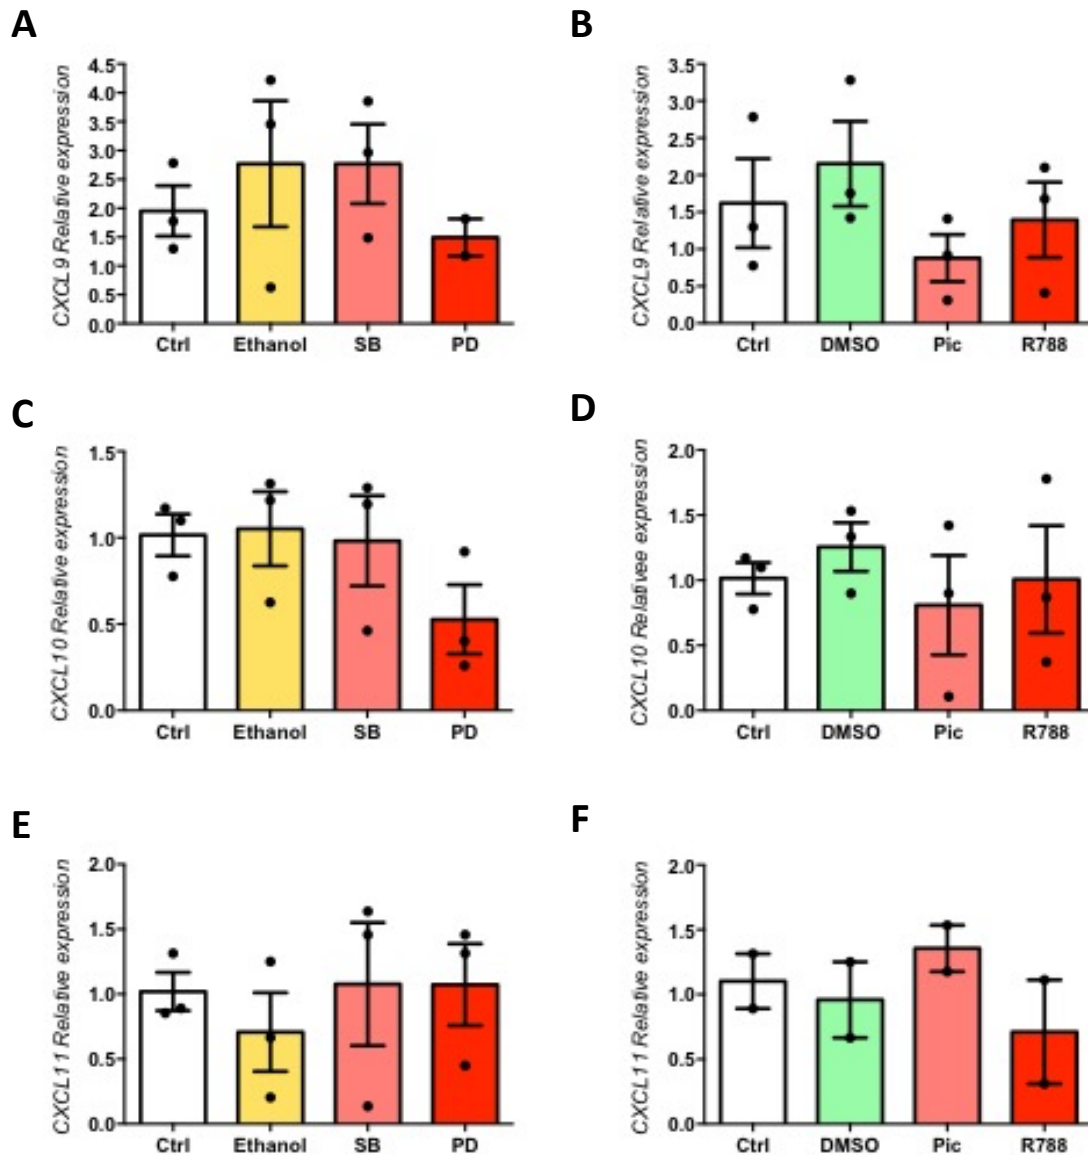 A
CXCL9 Relative expression
4.5
4.0
3.5
3.0
2.5
2.0
1.5
1.0
0.5
0.0
Ctrl Ethanol SB PD
B
CXCL9 Relative expression
3.5
3.0
2.5
2.0
1.5
1.0
0.5
0.0
Ctrl DMSO Pic R788
C
CXCL10 Relative expression
1.5
1.0
0.5
0.0
Ctrl Ethanol SB PD
D
CXCL10 Relativee expression
2.0
1.5
1.0
0.5
0.0
Ctrl DMSO Pic R788
E
CXCL11 Relative expression
2.0
1.5
1.0
0.5
0.0
Ctrl Ethanol SB PD
F
CXCL11 Relative expression
2.0
1.5
1.0
0.5
0.0
Ctrl DMSO Pic R788